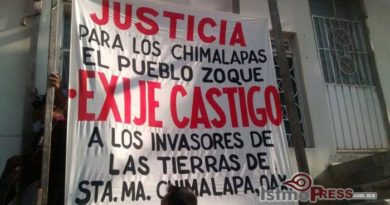 JUSTICIA
PARA LOS CHIMALAPAS
EL PUEBLO ZOQUE
EXIJE CASTIGO
A LOS INVASORES DE
LAS TIERRAS DE
STA. MA. CHIMALAPA, OAX
IstmoPress.com.mx